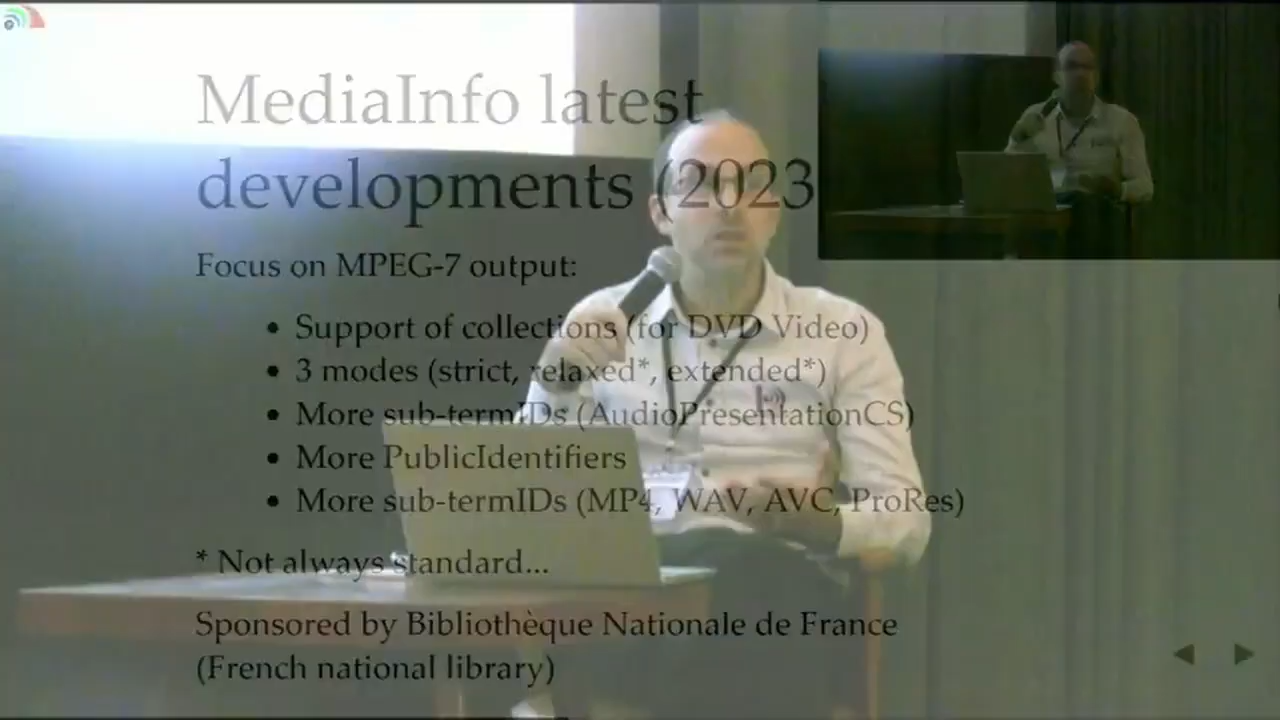 MediaInfo latest
developments (2023
Focus on MPEG-7 output:
• Support of collections (for DVD Video)
• 3 modes (strict, relaxed*, extended*)
• More sub-termIDs (AudioPresentationCS)
• More PublicIdentifiers
• More sub-termIDs (MP4, WAV, AVC, ProRes)
* Not always standard...
Sponsored by Bibliothèque Nationale de France
(French national library)